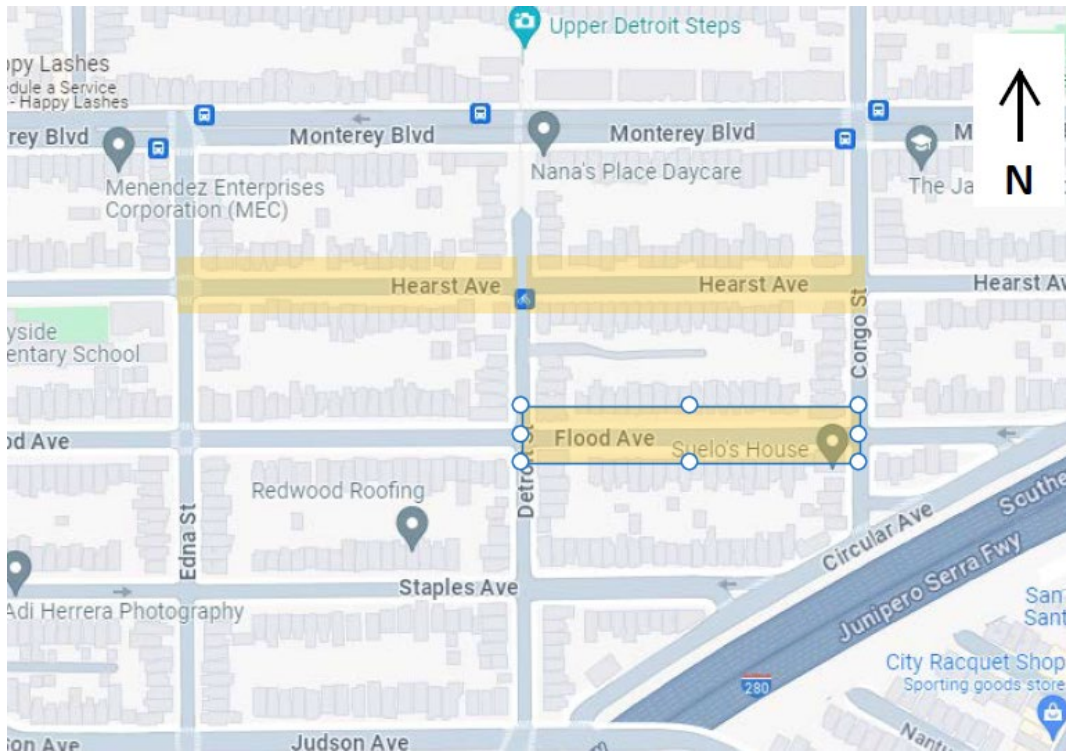 Upper Detroit Steps
ppy Lashes
edule a Service
- Happy Lashes
N
rey Blvd
Monterey Blvd
Monterey Blvd
M
Menendez Enterprises
Corporation (MEC)
Nana's Place Daycare
The Ja
Hearst Ave
Hearst Ave
Hearst Av
yside
entary School
Congo St
od Ave
Detroit St
Flood Ave
Suelo's House
Redwood Roofing
Edna St
Circular Ave
Southe
Junipero Serra Fwy
Staples Ave
Adi Herrera Photography
San
Sant
City Racquet Shop
Sporting goods store
280
son Ave
Judson Ave
Nantu